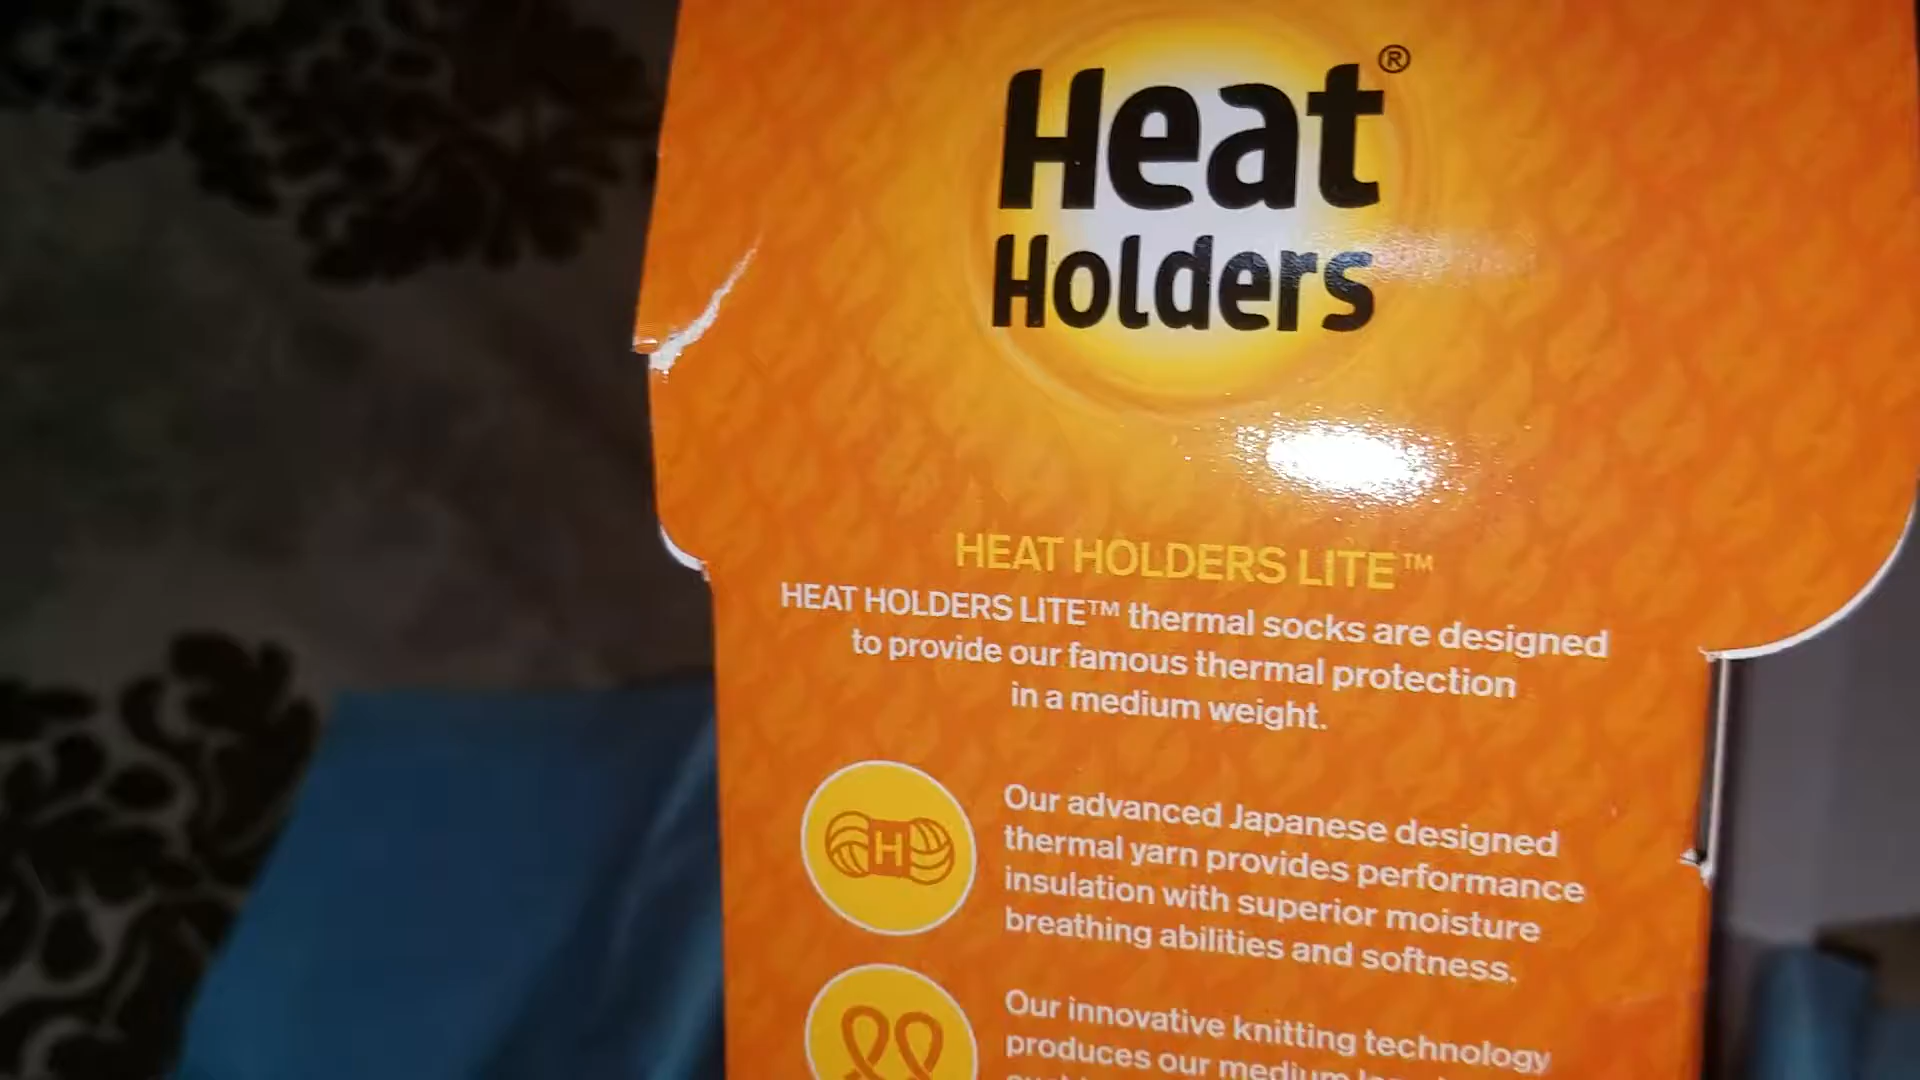 Heat®
Holders
HEAT HOLDERS LITE™
HEAT HOLDERS LITE™ thermal socks are designed
to provide our famous thermal protection
in a medium weight.
H
Our advanced Japanese designed
thermal yarn provides performance
insulation with superior moisture
breathing abilities and softness.
Our innovative knitting technology
produces our medium